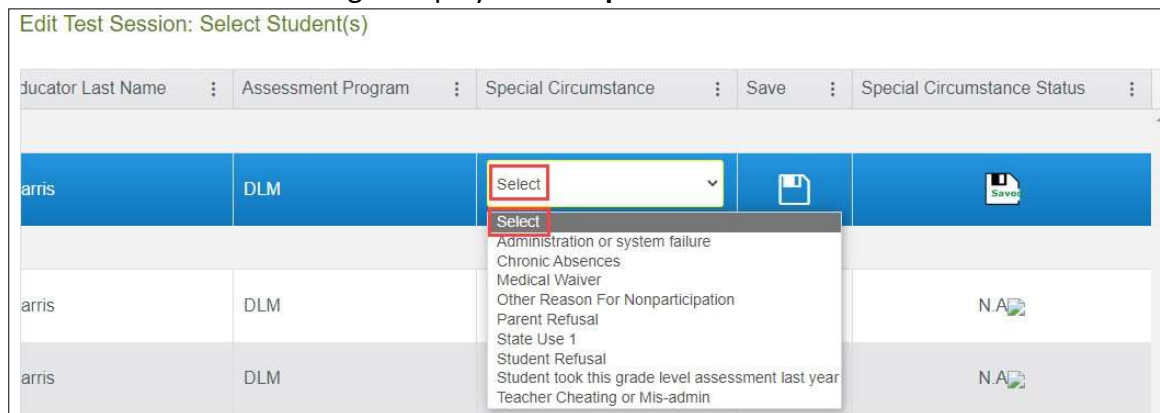 Edit Test Session: Select Student(s)
ducator Last Name Assessment Program Special Circumstance Save Special Circumstance Status
arris DLM Select Saved
Select
Administration or system failure
Chronic Absences
Medical Waiver
Other Reason For Nonparticipation
Parent Refusal
State Use 1
Student Refusal
Student took this grade level assessment last year
Teacher Cheating or Mis-admin
arris DLM N.A
arris DLM N.A